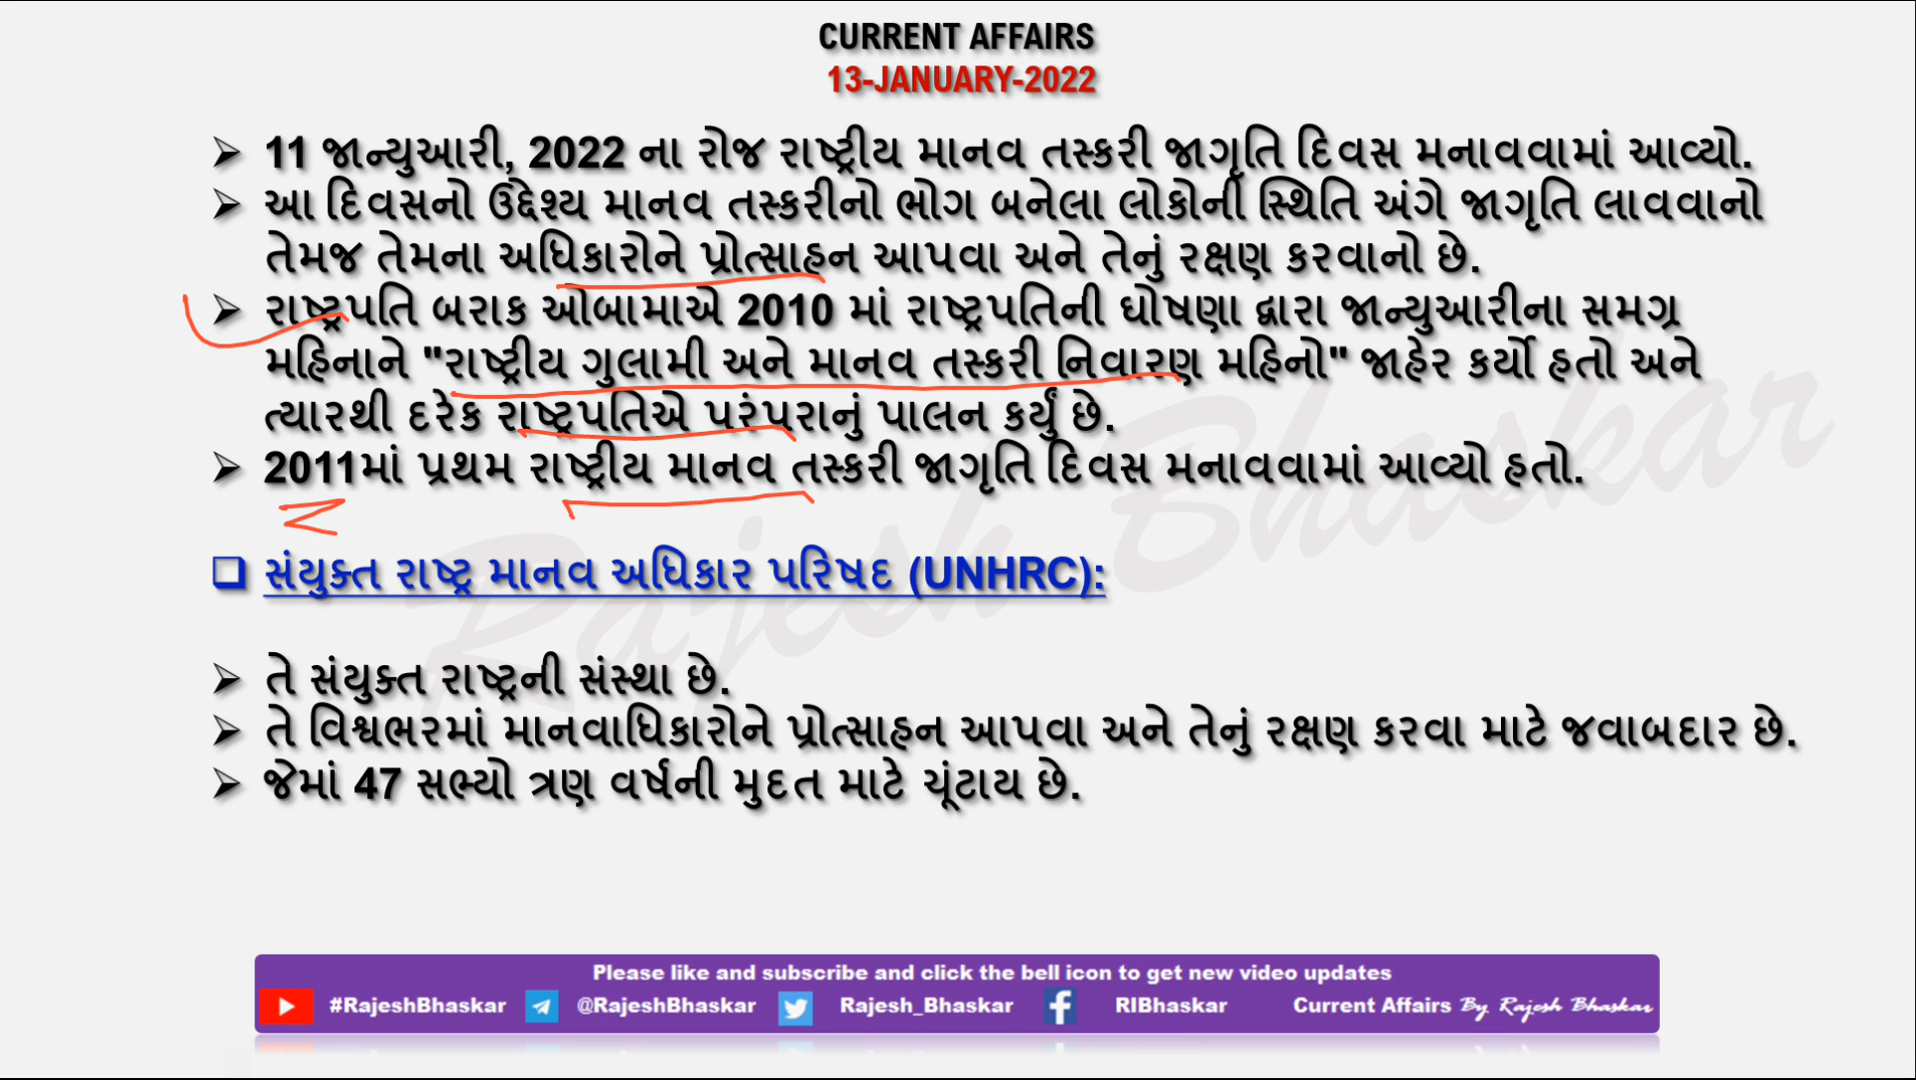 CURRENT AFFAIRS
13-JANUARY-2022
11 જાન્યુઆરી, 2022 ના રોજ રાષ્ટ્રીય માનવ તસ્કરી જાગૃતિ દિવસ મનાવવામાં આવ્યો.
આ દિવસનો ઉદ્દેશ્ય માનવ તસ્કરીનો ભોગ બનેલા લોકોની સ્થિતિ અંગે જાગૃતિ લાવવાનો
તેમજ તેમના અધિકારોને પ્રોત્સાહન આપવા અને તેનું રક્ષણ કરવાનો છે.
રાષ્ટ્રપતિ બરાક ઓબામાએ 2010 માં રાષ્ટ્રપતિની ઘોષણા દ્વારા જાન્યુઆરીના સમગ્ર
મહિનાને "રાષ્ટ્રીય ગુલામી અને માનવ તસ્કરી નિવારણ મહિનો" જાહેર કર્યો હતો અને
ત્યારથી દરેક રાષ્ટ્રપતિએ પરંપરાનું પાલન કર્યું છે.
2011માં પ્રથમ રાષ્ટ્રીય માનવ તસ્કરી જાગૃતિ દિવસ મનાવવામાં આવ્યો હતો.
સંયુક્ત રાષ્ટ્ર માનવ અધિકાર પરિષદ (UNHRC):
તે સંયુક્ત રાષ્ટ્રની સંસ્થા છે.
તે વિશ્વભરમાં માનવાધિકારોને પ્રોત્સાહન આપવા અને તેનું રક્ષણ કરવા માટે જવાબદાર છે.
જેમાં 47 સભ્યો ત્રણ વર્ષની મુદત માટે ચૂંટાય છે.
Rajesh Bhaskar
Please like and subscribe and click the bell icon to get new video updates
#RajeshBhaskar @RajeshBhaskar Rajesh_Bhaskar RIBhaskar Current Affairs By Rajesh Bhaskar